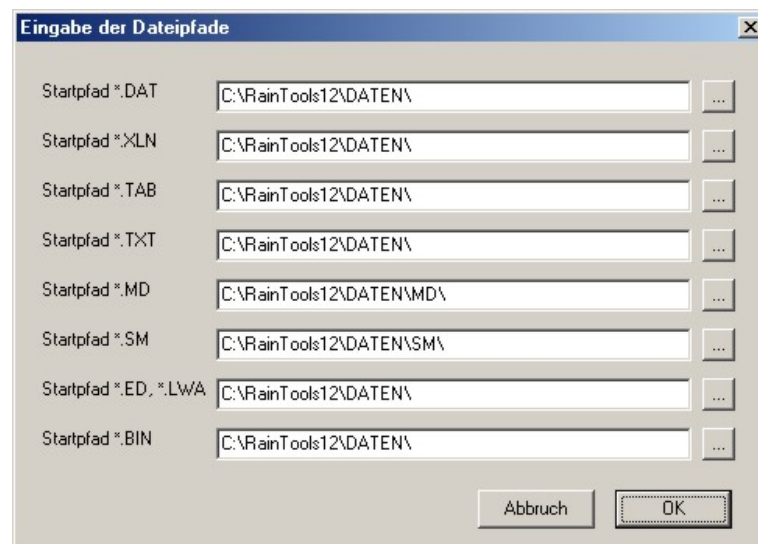 Eingabe der Dateipfade
Startpfad *.DAT C:\RainTools12\DATEN\ ...
Startpfad *.XLN C:\RainTools12\DATEN\ ...
Startpfad *.TAB C:\RainTools12\DATEN\ ...
Startpfad *.TXT C:\RainTools12\DATEN\ ...
Startpfad *.MD C:\RainTools12\DATEN\MD\ ...
Startpfad *.SM C:\RainTools12\DATEN\SM\ ...
Startpfad *.ED, *.LWA C:\RainTools12\DATEN\ ...
Startpfad *.BIN C:\RainTools12\DATEN\ ...
Abbruch OK